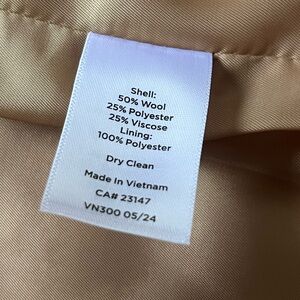 Shell:
50% Wool
25% Polyester
25% Viscose
Lining:
100% Polyester
Dry Clean
Made in Vietnam
CA# 23147
VN300 05/24